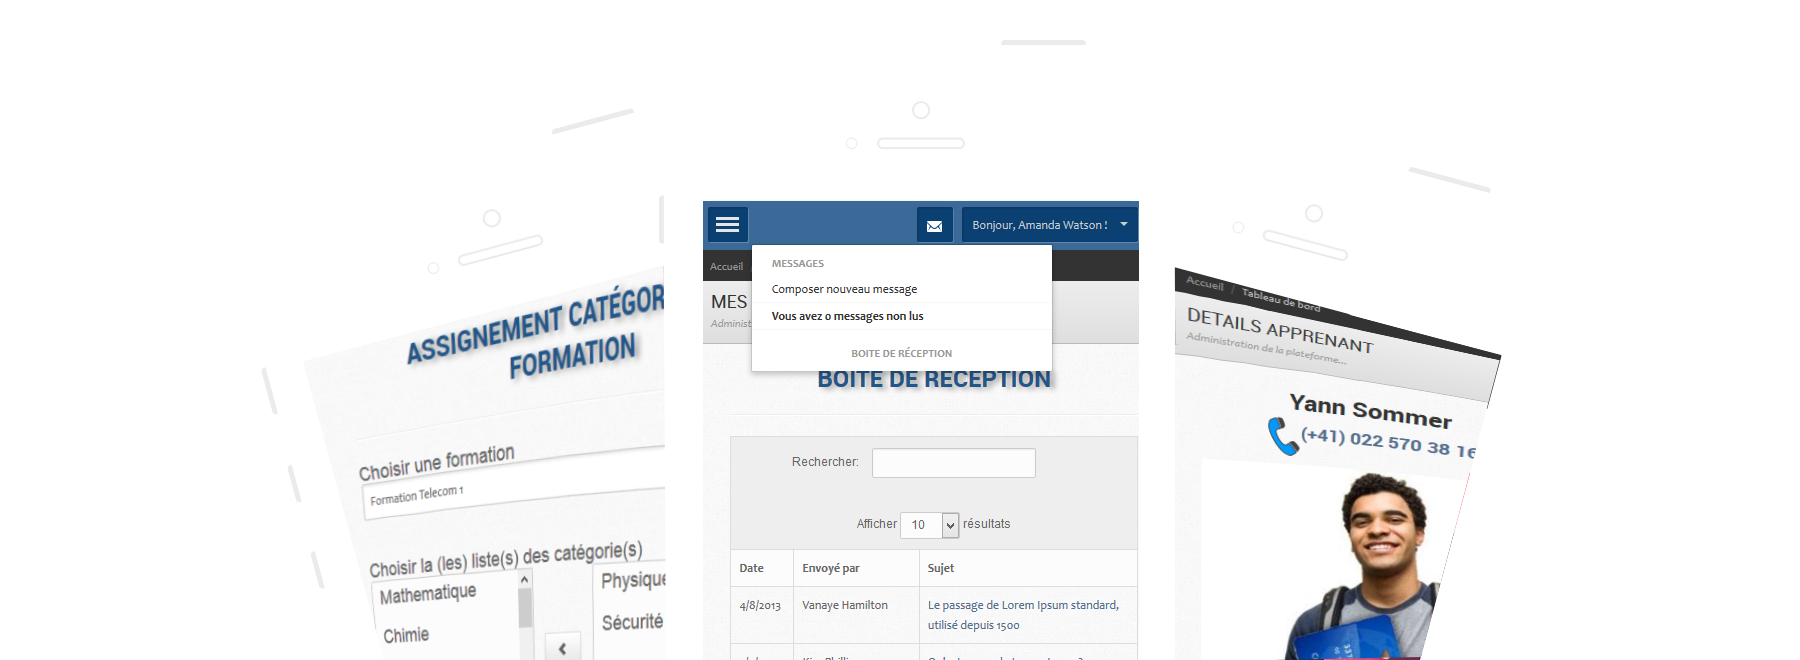 ASSIGNEMENT
FORMATION
Choisir une formation
Formation Telecom 1
Choisir la (les) liste(s) des catégorie(s)
Mathematique
Chimie
Physique
Sécurité
Bonjour, Amanda Watson !
Accueil
MESSAGES
Composer nouveau message
Vous avez 0 messages non lus
BOITE DE RÉCEPTION
MES
BOITE DE RECEPTION
Rechercher:
Afficher 10 résultats
Date Envoyé par Sujet
4/8/2013 Vanaye Hamilton Le passage de Lorem Ipsum standard,
utilisé depuis 1500
Accueil / Tableau de bord
DETAILS APPRENANT
Administration de la plateforme...
Yann Sommer
(+41) 022 570 38 16